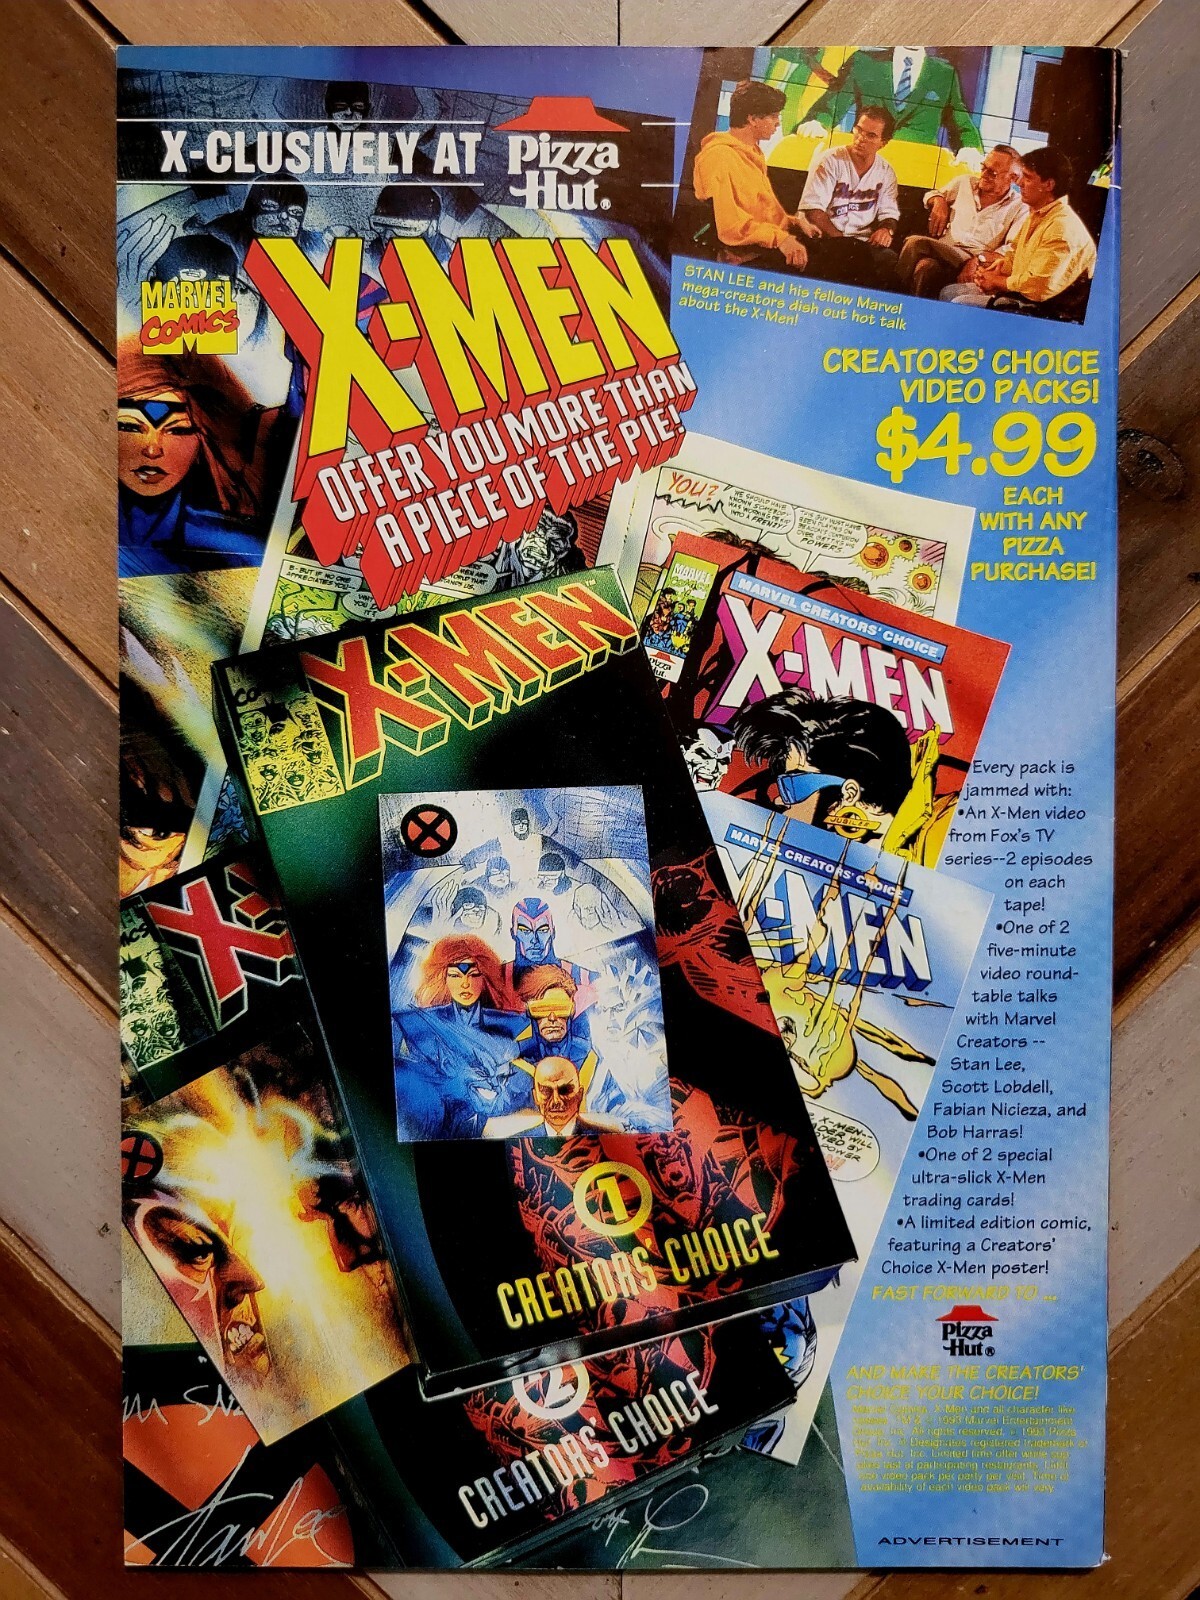 X-CLUSIVELY AT Pizza Hut®
MARVEL COMICS
X-MEN
OFFER YOU MORE THAN
A PIECE OF THE PIE!
STAN LEE and his fellow Marvel
mega-creators dish out hot talk
about the X-Men!
CREATORS' CHOICE
VIDEO PACKS!
$4.99
EACH
WITH ANY
PIZZA
PURCHASE!
YOU?
MARVEL
Pizza Hut
MARVEL CREATORS' CHOICE
X-MEN
JUBILEE
MARVEL CREATORS' CHOICE
X-MEN
X-MEN
1
CREATORS' CHOICE
2
CREATORS' CHOICE
X
Every pack is
jammed with:
•An X-Men video
from Fox's TV
series--2 episodes
on each
tape!
•One of 2
five-minute
video round-
table talks
with Marvel
Creators --
Stan Lee,
Scott Lobdell,
Fabian Nicieza, and
Bob Harras!
•One of 2 special
ultra-slick X-Men
trading cards!
•A limited edition comic,
featuring a Creators'
Choice X-Men poster!
FAST FORWARD TO ...
Pizza Hut®
AND MAKE THE CREATORS'
CHOICE YOUR CHOICE!
Stan Lee
ADVERTISEMENT